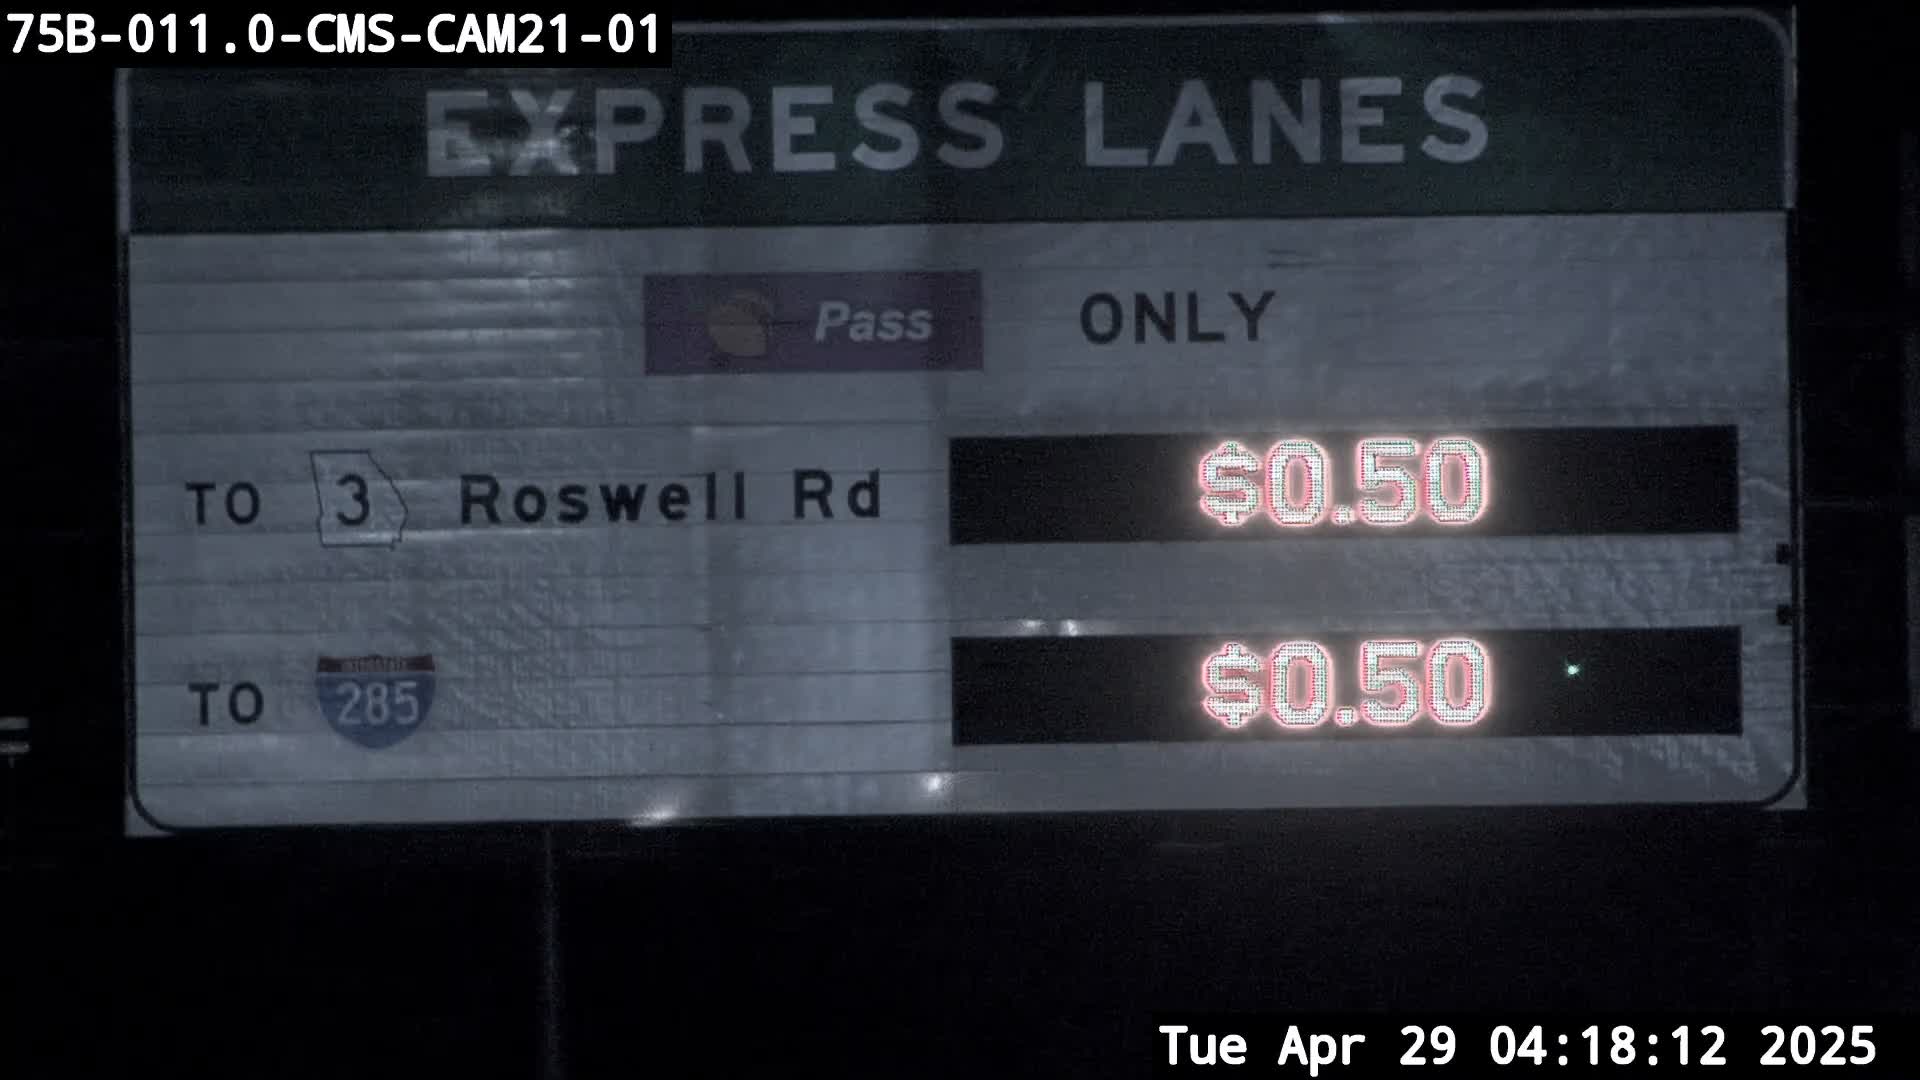 75B-011.0-CMS-CAM21-01
EXPRESS LANES
Pass ONLY
TO 3 Roswell Rd $0.50
TO INTERSTATE 285 $0.50
Tue Apr 29 04:18:12 2025